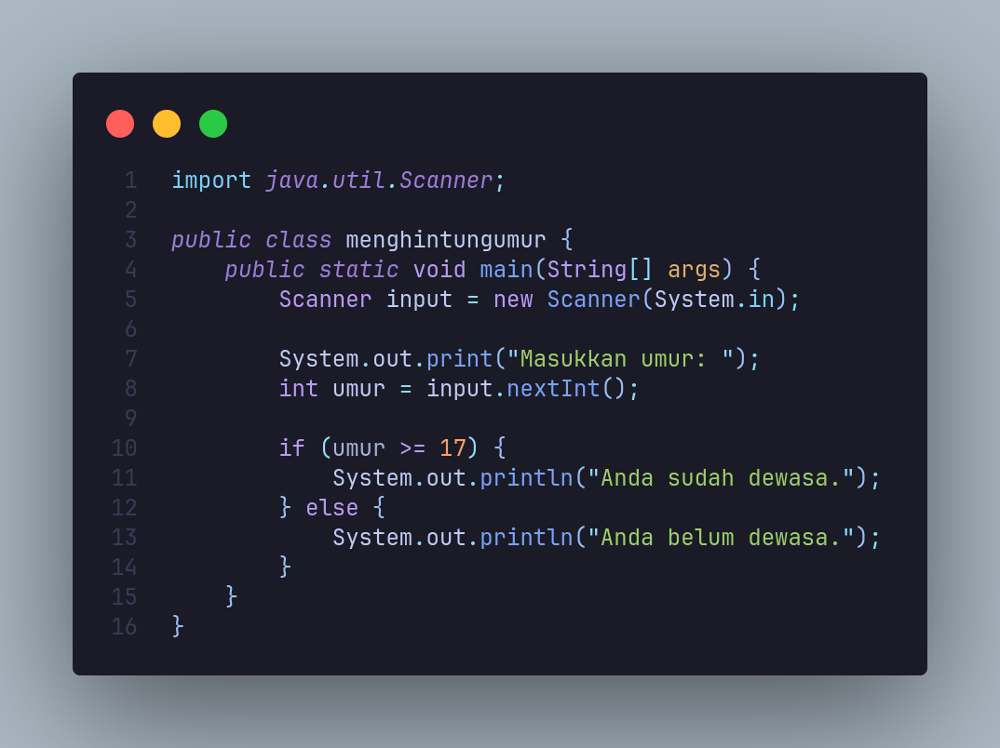 1 import java.util.Scanner;
2
3 public class menghintungumur {
4     public static void main(String[] args) {
5         Scanner input = new Scanner(System.in);
6
7         System.out.print("Masukkan umur: ");
8         int umur = input.nextInt();
9
10         if (umur >= 17) {
11             System.out.println("Anda sudah dewasa.");
12         } else {
13             System.out.println("Anda belum dewasa.");
14         }
15     }
16 }